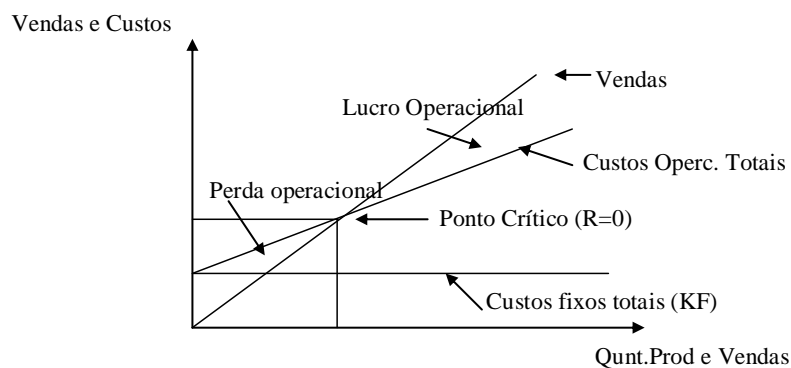 Vendas e Custos
Vendas
Lucro Operacional
Custos Operc. Totais
Perda operacional
Ponto Crítico (R=0)
Custos fixos totais (KF)
Qunt.Prod e Vendas